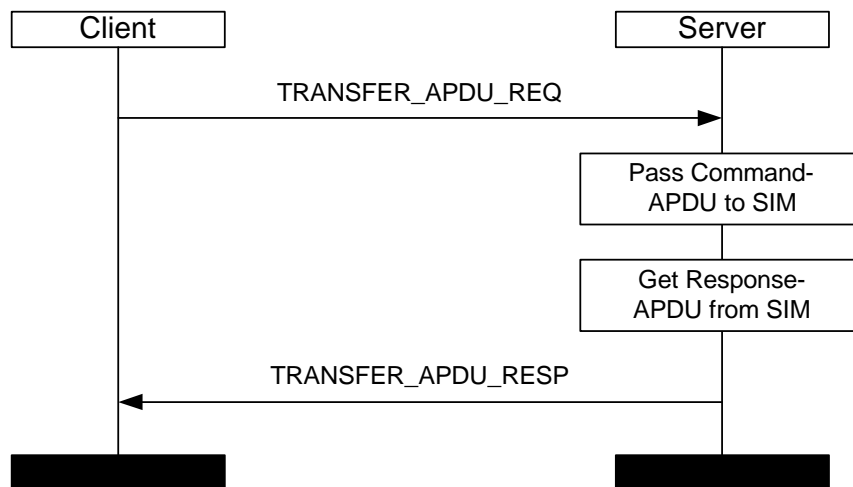 Client
Server
TRANSFER_APDU_REQ
Pass Command-
APDU to SIM
Get Response-
APDU from SIM
TRANSFER_APDU_RESP